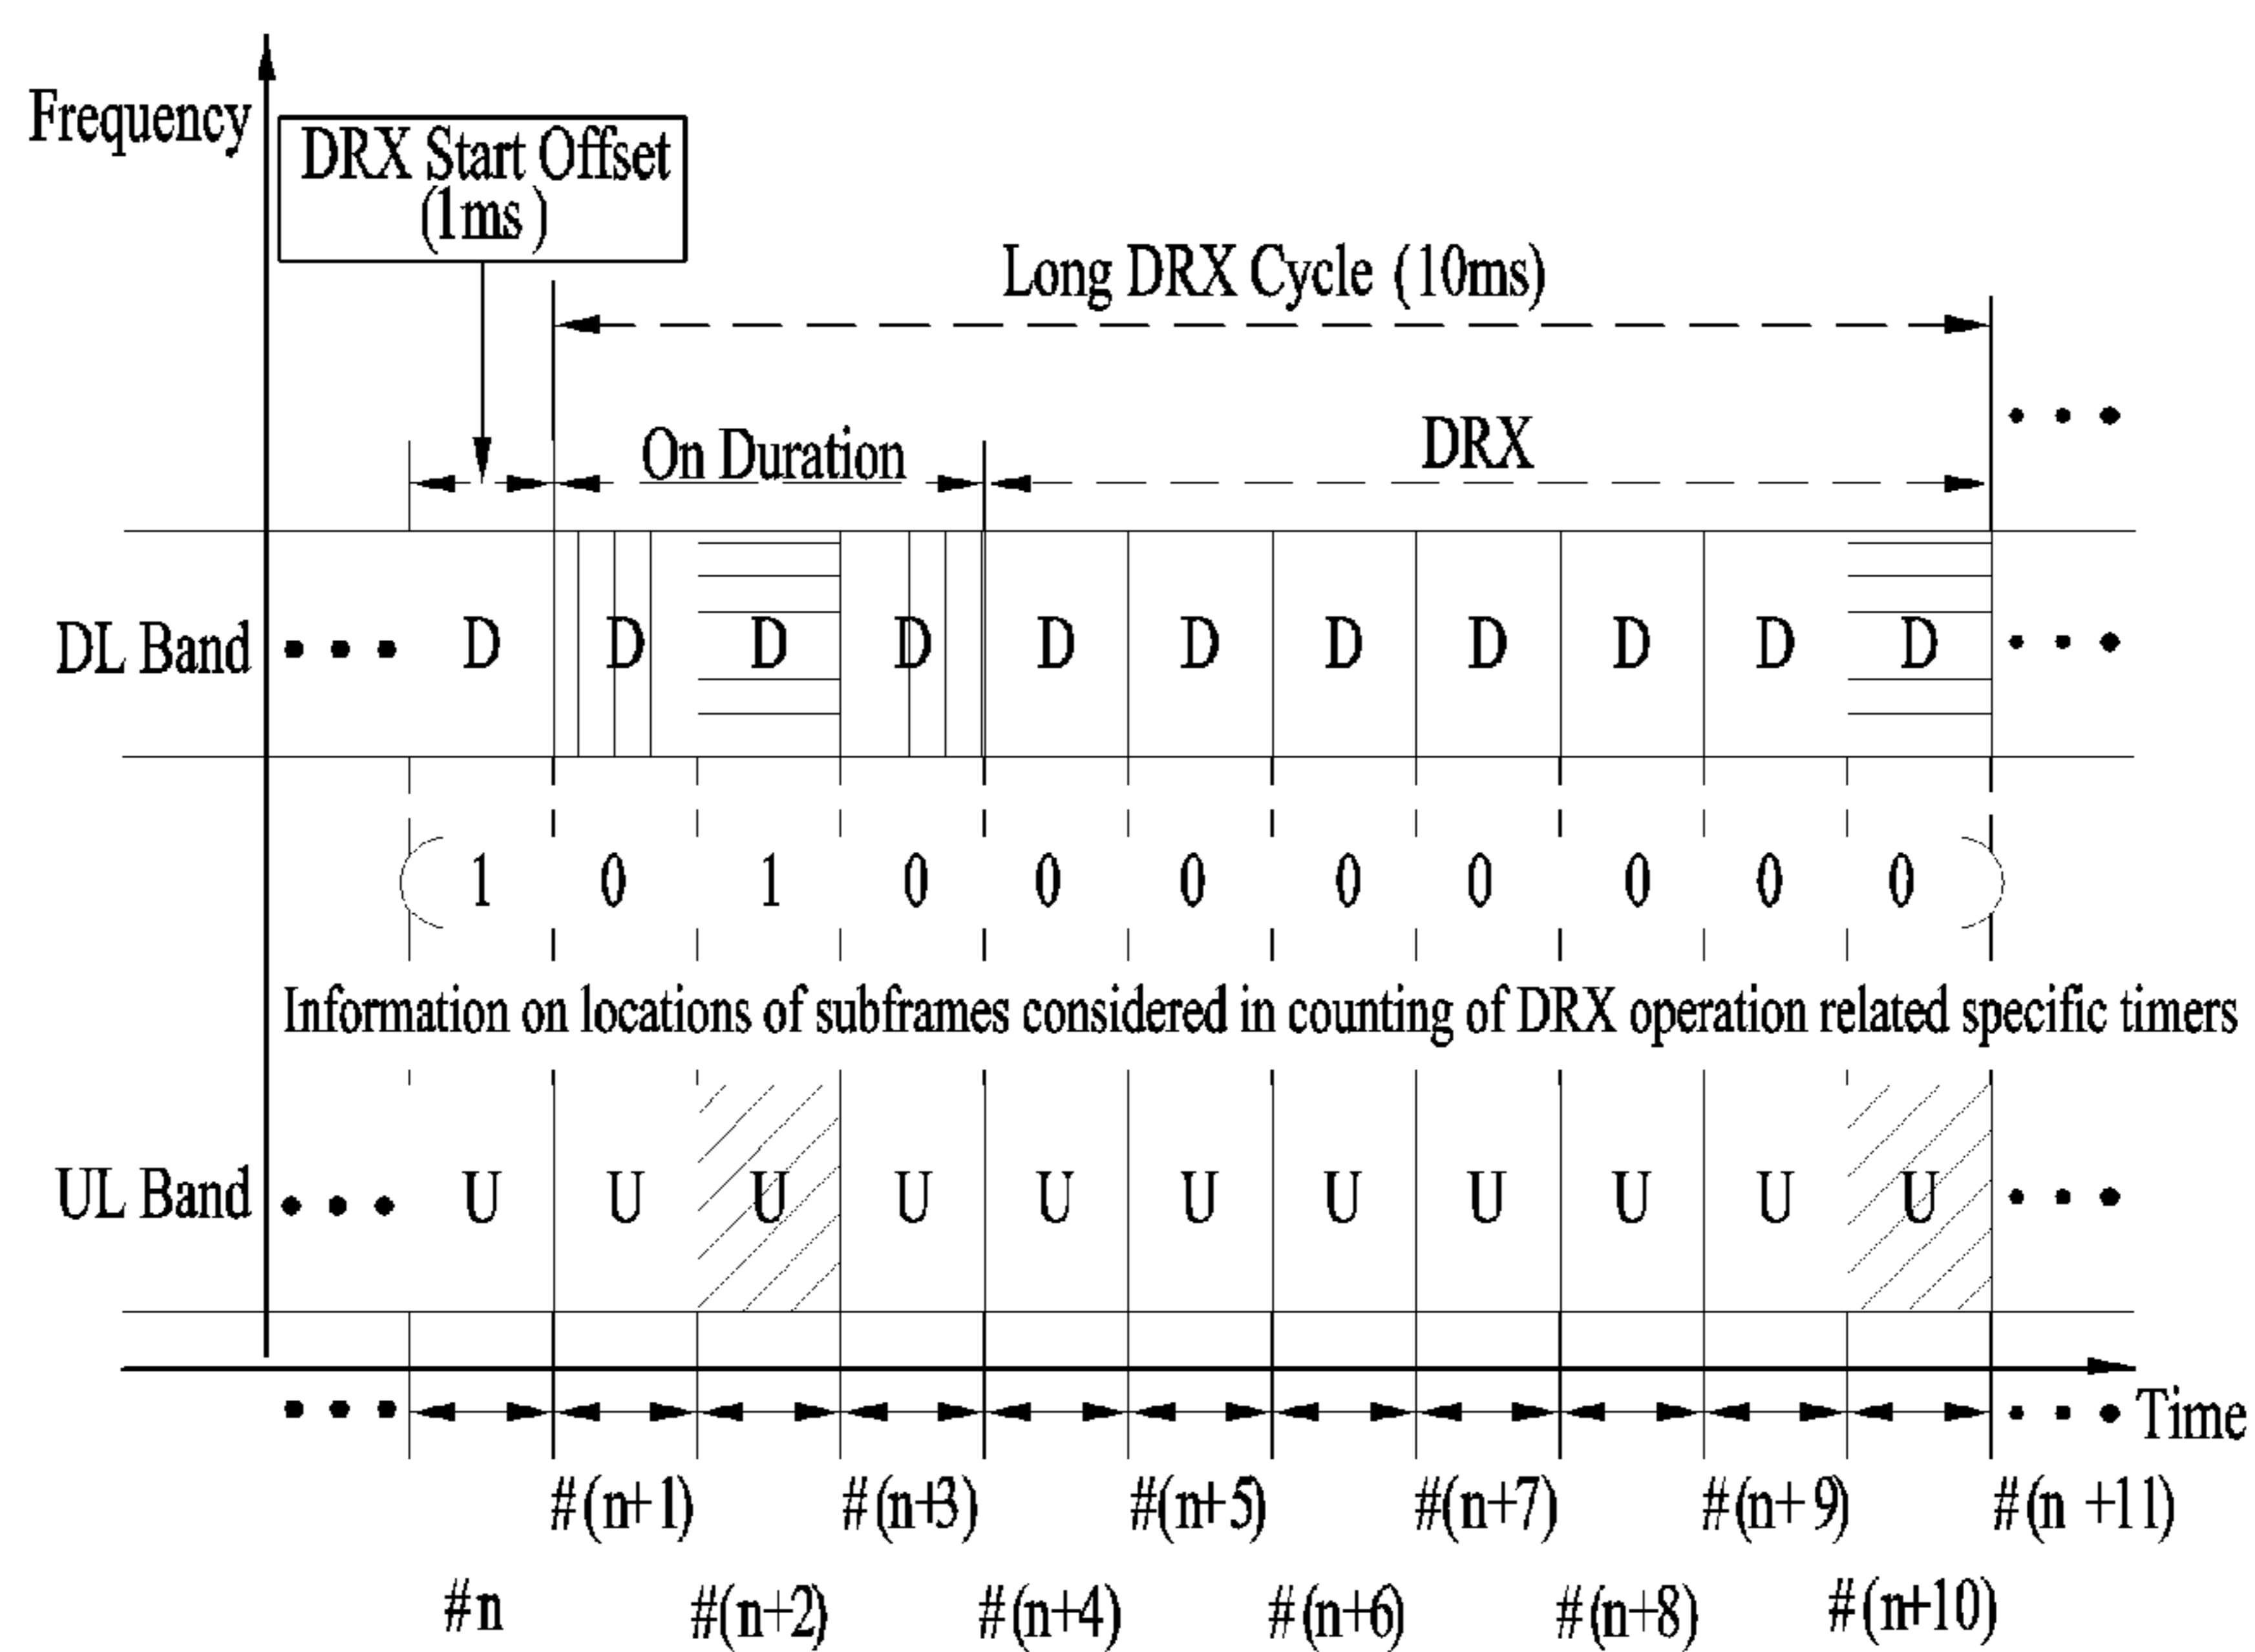 Frequency
DRX Start Offset
(1ms)
Long DRX Cycle (10ms)
On Duration
DRX
• • •
DL Band • • • D D D D D D D D D D D • • •
1 0 1 0 0 0 0 0 0 0 0
Information on locations of subframes considered in counting of DRX operation related specific timers
UL Band • • • U U U U U U U U U U U • • •
• • • • • • Time
#(n+1) #(n+3) #(n+5) #(n+7) #(n+9) #(n +11)
#n #(n+2) #(n+4) #(n+6) #(n+8) #(n+10)